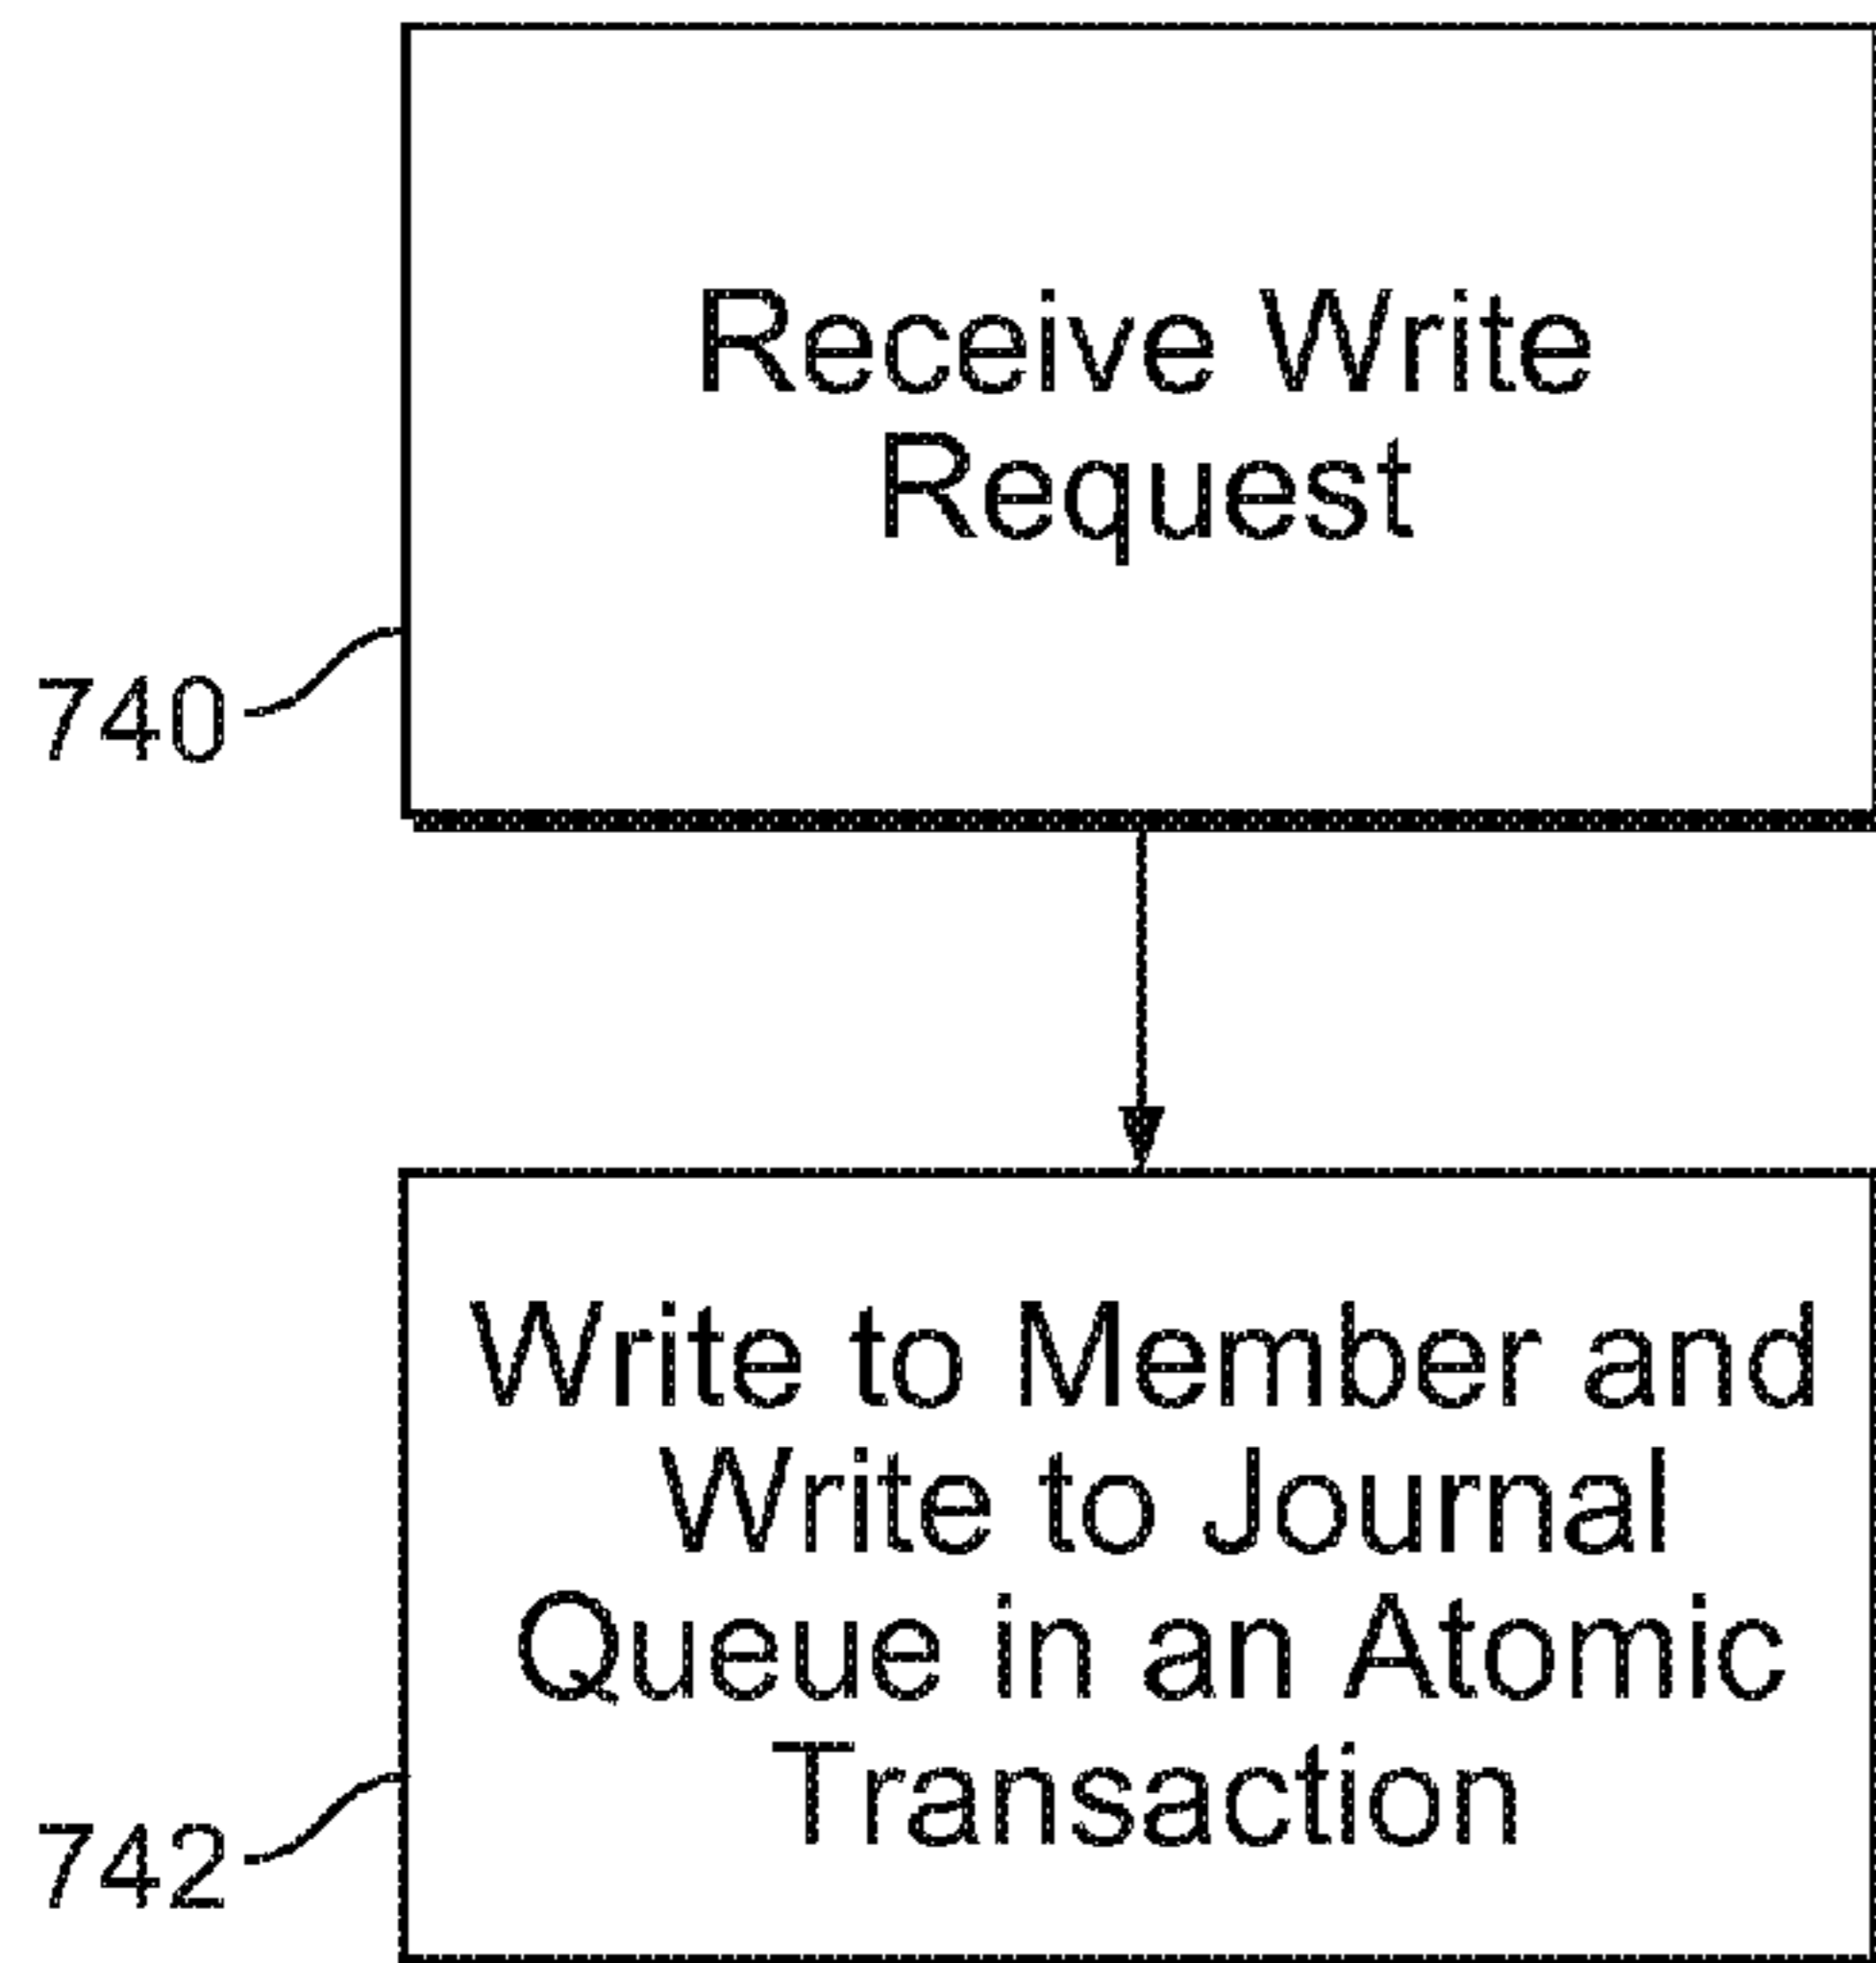 Receive Write
Request
740
Write to Member and
Write to Journal
Queue in an Atomic
Transaction
742